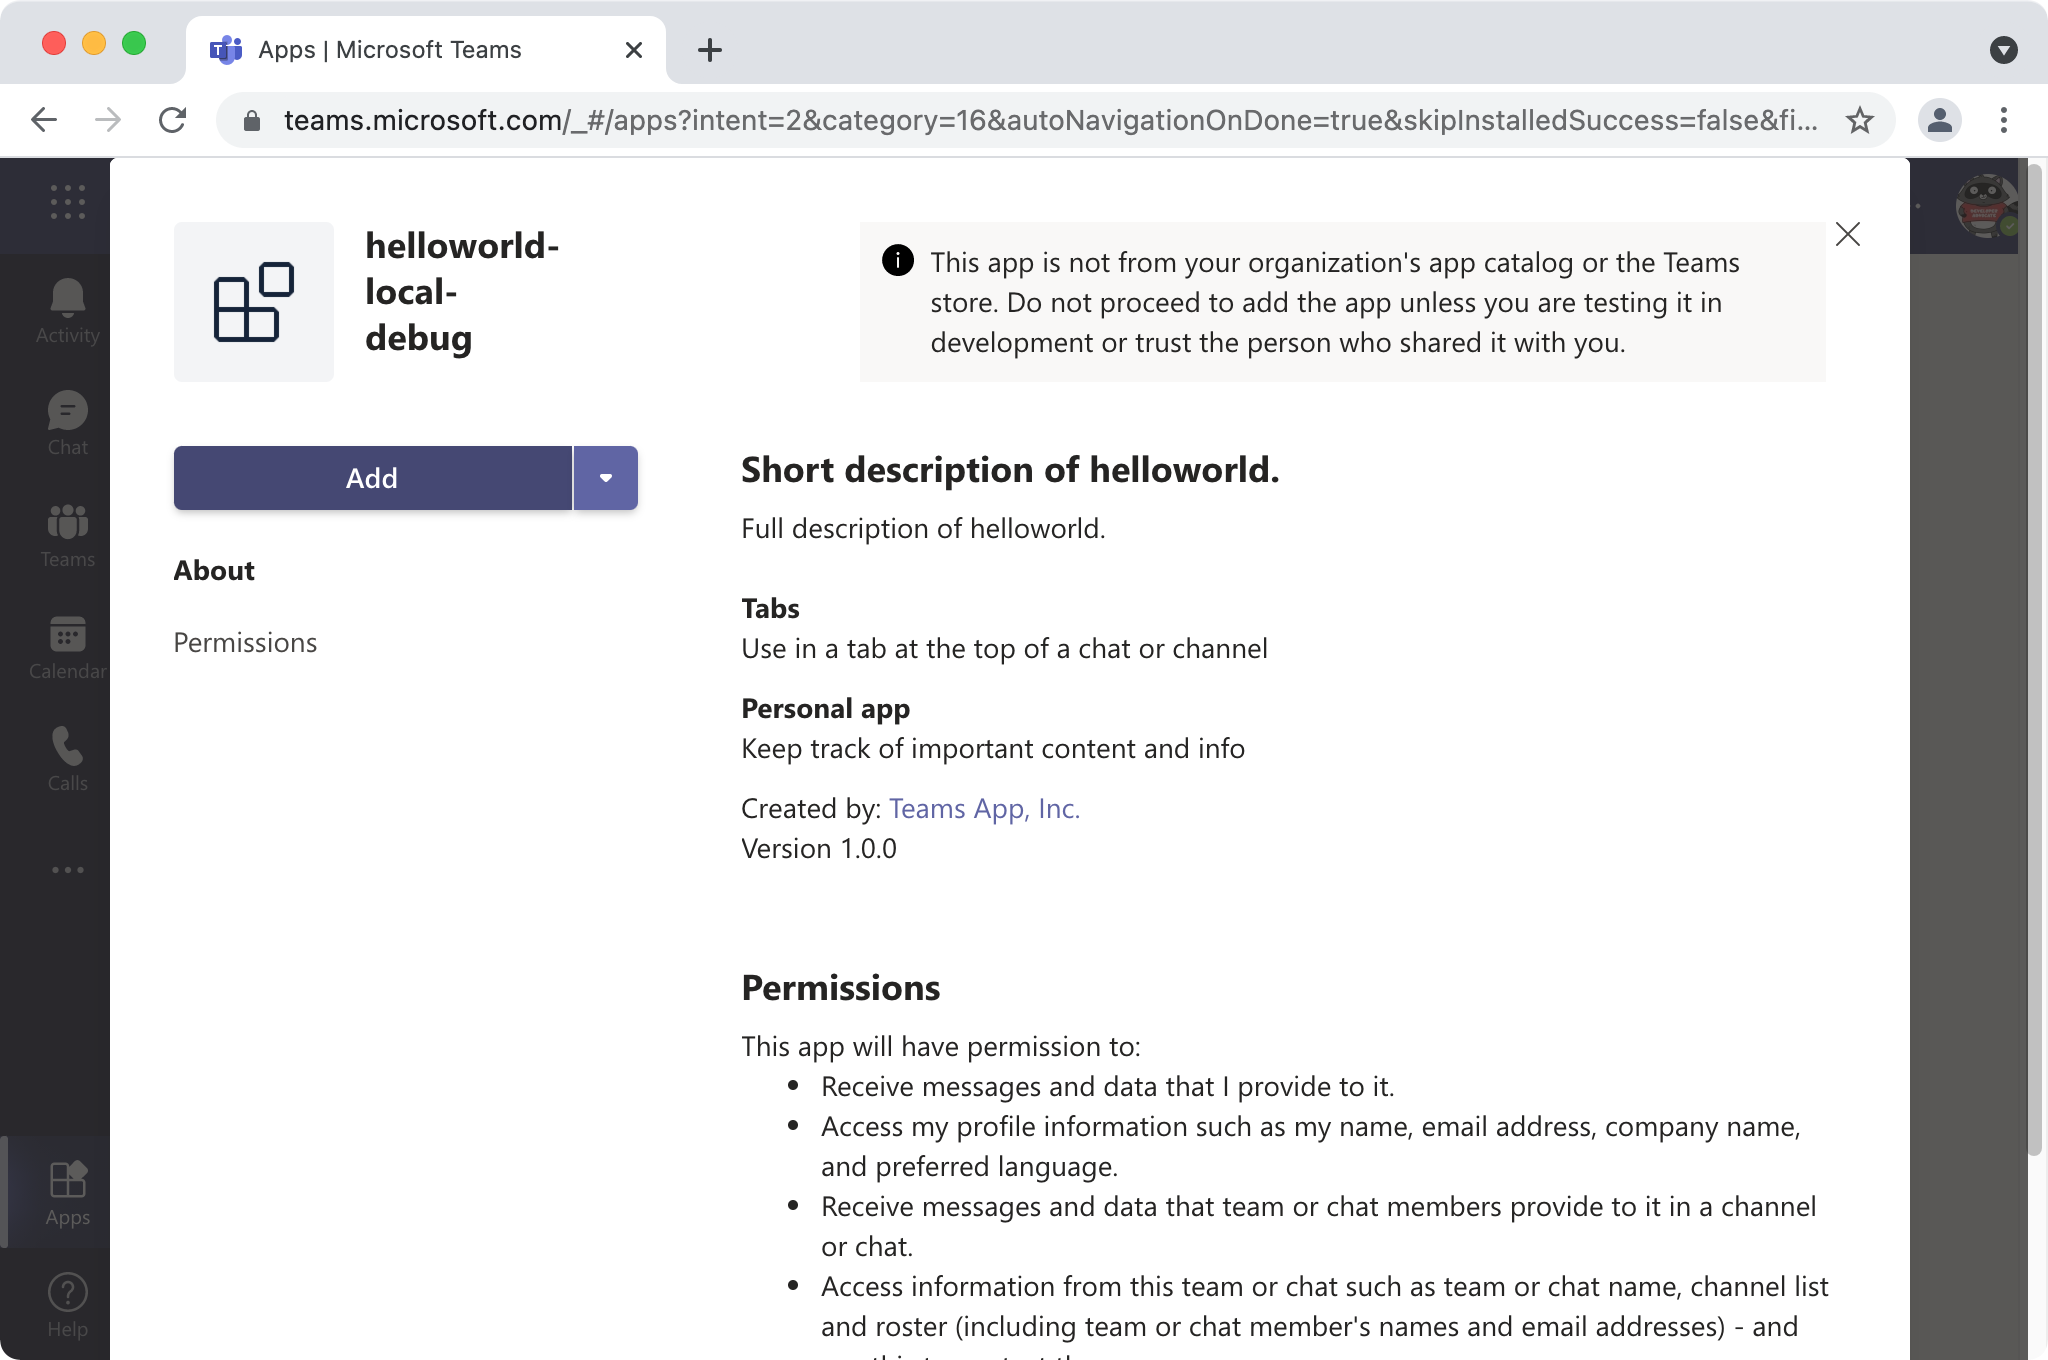 Apps | Microsoft Teams
teams.microsoft.com/_#/apps?intent=2&category=16&autoNavigationOnDone=true&skipInstalledSuccess=false&fi...
Activity
Chat
Teams
Calendar
Calls
Apps
Help
helloworld-
local-
debug
This app is not from your organization's app catalog or the Teams
store. Do not proceed to add the app unless you are testing it in
development or trust the person who shared it with you.
Add
About
Permissions
Short description of helloworld.
Full description of helloworld.
Tabs
Use in a tab at the top of a chat or channel
Personal app
Keep track of important content and info
Created by: Teams App, Inc.
Version 1.0.0
Permissions
This app will have permission to:
• Receive messages and data that I provide to it.
• Access my profile information such as my name, email address, company name,
and preferred language.
• Receive messages and data that team or chat members provide to it in a channel
or chat.
• Access information from this team or chat such as team or chat name, channel list
and roster (including team or chat member's names and email addresses) - and